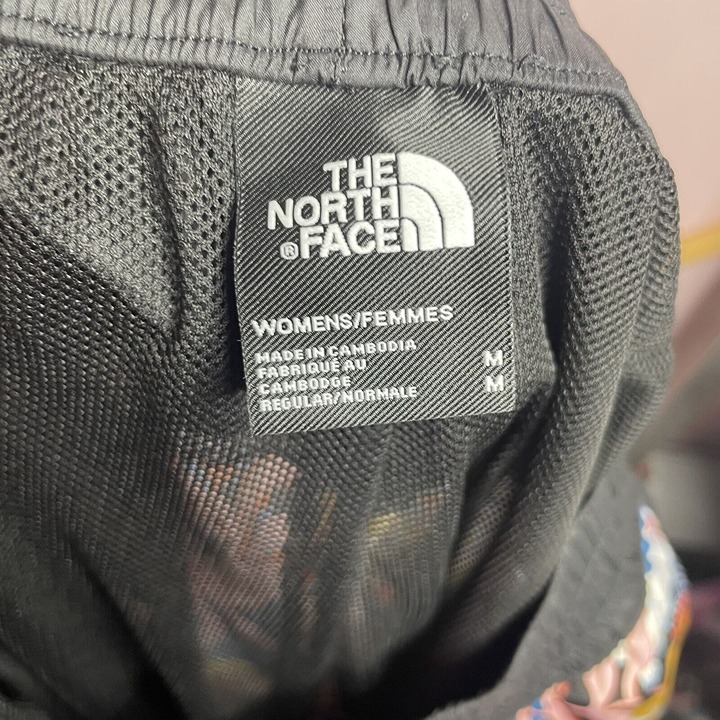 THE
NORTH
®FACE
WOMENS/FEMMES
MADE IN CAMBODIA M
FABRIQUÉ AU
CAMBODGE M
REGULAR/NORMALE